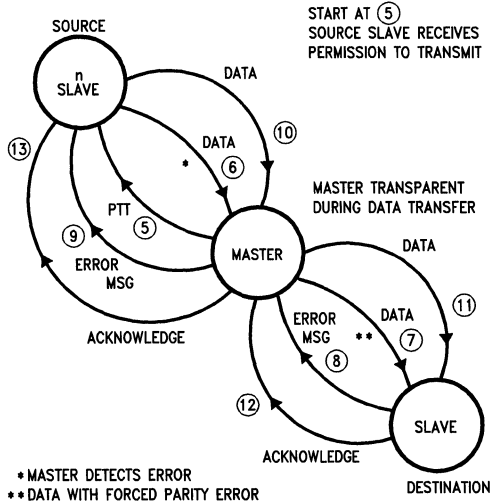 START AT ⑤
SOURCE SLAVE RECEIVES
PERMISSION TO TRANSMIT
SOURCE
n
SLAVE
DATA
⑩
DATA
* ⑥
⑬
PTT ⑤
⑨
ERROR
MSG
ACKNOWLEDGE
MASTER
MASTER TRANSPARENT
DURING DATA TRANSFER
DATA
⑪
DATA
** ⑦
ERROR
MSG
⑧
⑫
ACKNOWLEDGE
SLAVE
DESTINATION
* MASTER DETECTS ERROR
** DATA WITH FORCED PARITY ERROR